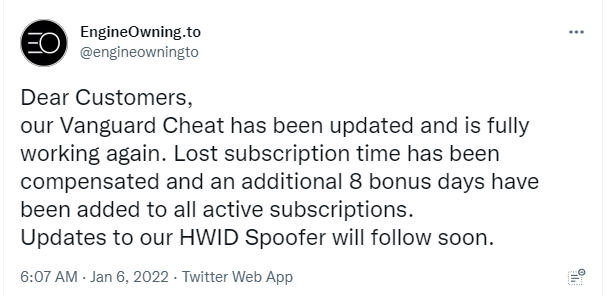 EngineOwning.to
@engineowningto
Dear Customers,
our Vanguard Cheat has been updated and is fully
working again. Lost subscription time has been
compensated and an additional 8 bonus days have
been added to all active subscriptions.
Updates to our HWID Spoofer will follow soon.
6:07 AM · Jan 6, 2022 · Twitter Web App